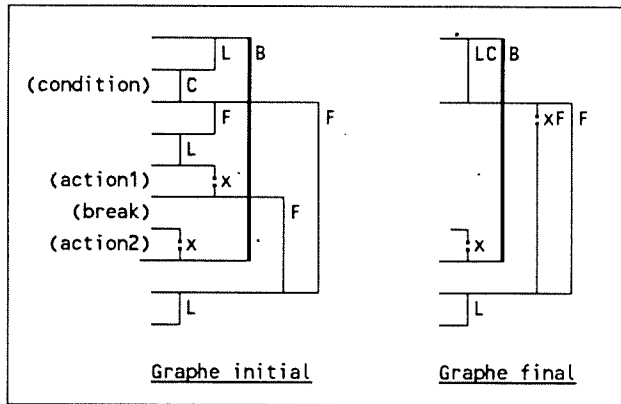 L B LC B
(condition) C
F F xF F
L
(action1) x
(break) F
(action2) x x
L L
Graphe initial Graphe final